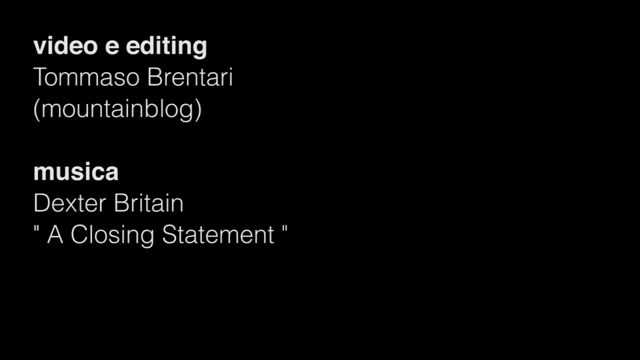 video e editing
Tommaso Brentari
(mountainblog)
musica
Dexter Britain
" A Closing Statement "